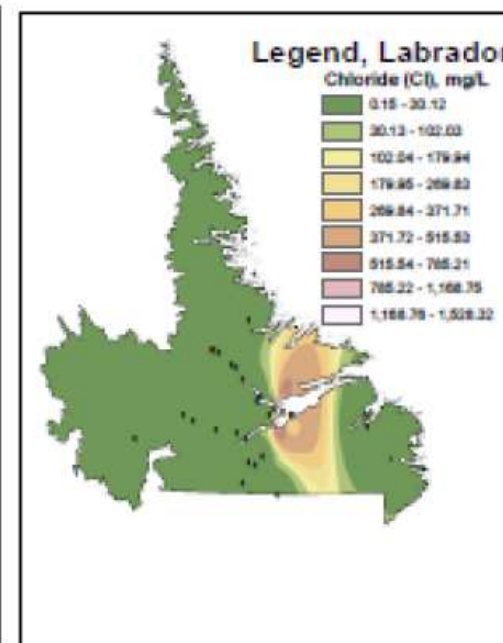 Legend, Labrador
Chloride (Cl), mg/L
0.15 - 30.12
30.13 - 102.03
102.04 - 179.94
179.95 - 269.83
269.84 - 371.71
371.72 - 515.53
515.54 - 785.21
785.22 - 1,168.75
1,168.76 - 1,528.32